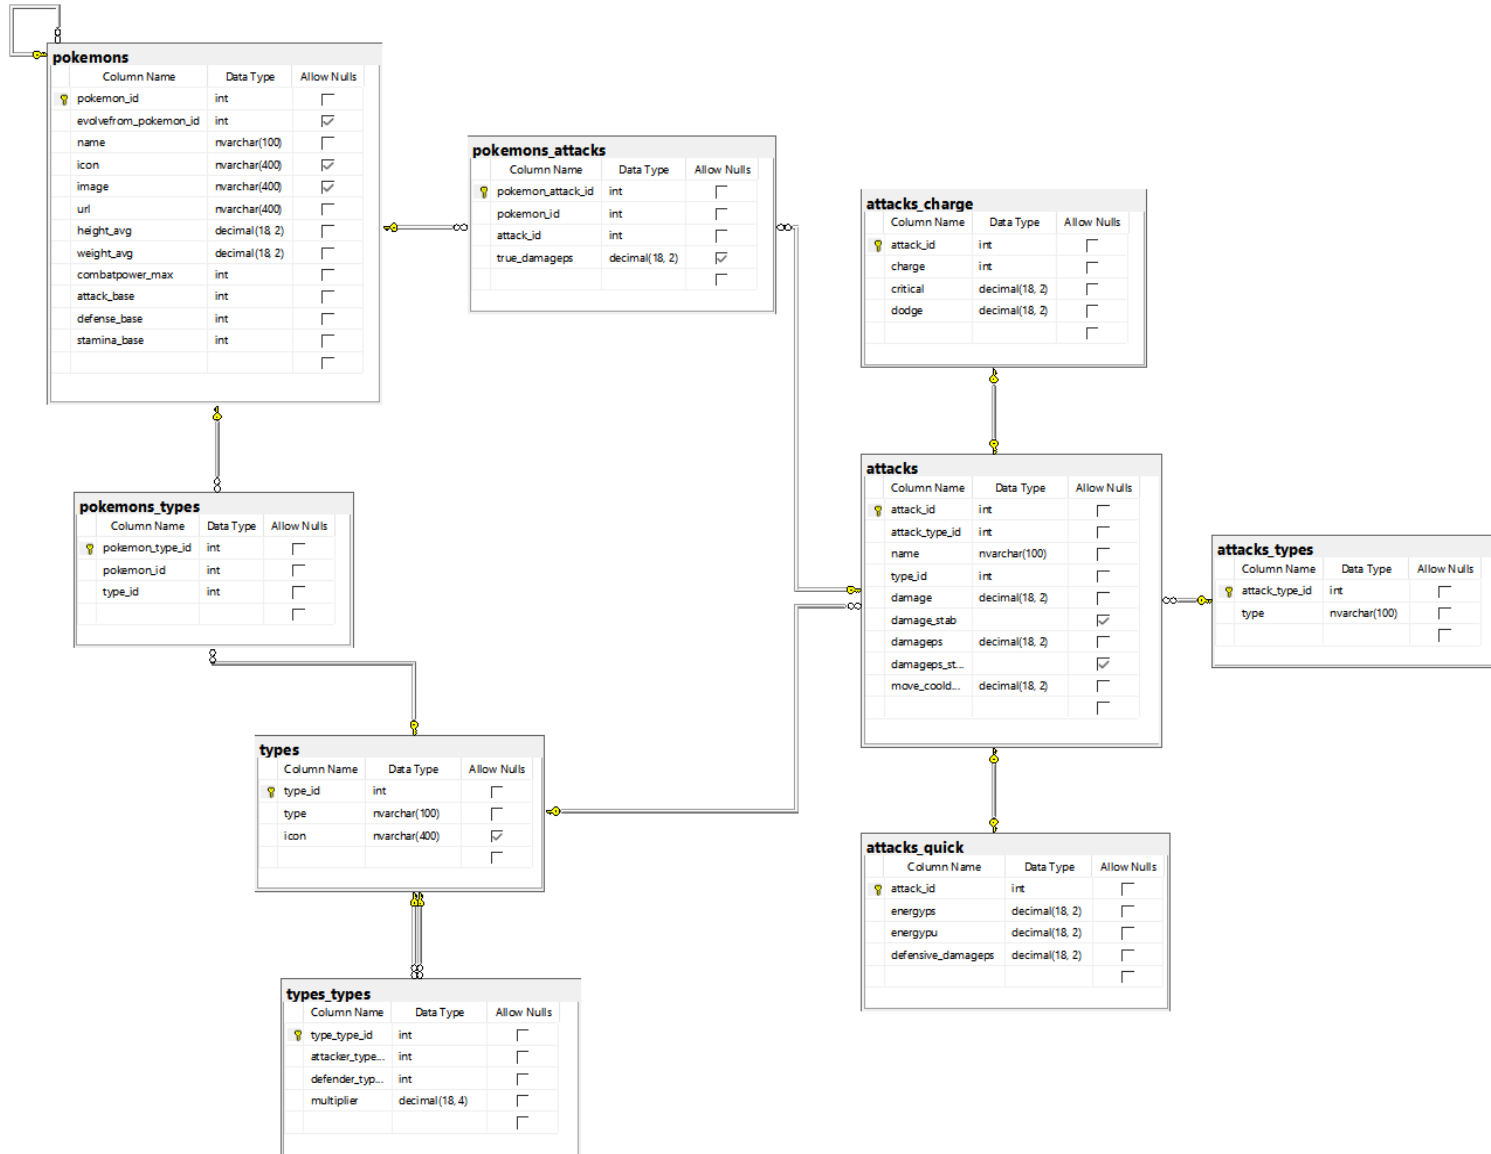 pokemons
Column Name Data Type Allow Nulls
pokemon_id int
evolvefrom_pokemon_id int
name nvarchar(100)
icon nvarchar(400)
image nvarchar(400)
url nvarchar(400)
height_avg decimal(18, 2)
weight_avg decimal(18, 2)
combatpower_max int
attack_base int
defense_base int
stamina_base int
pokemons_attacks
Column Name Data Type Allow Nulls
pokemon_attack_id int
pokemon_id int
attack_id int
true_damageps decimal(18, 2)
attacks_charge
Column Name Data Type Allow Nulls
attack_id int
charge int
critical decimal(18, 2)
dodge decimal(18, 2)
attacks
Column Name Data Type Allow Nulls
attack_id int
attack_type_id int
name nvarchar(100)
type_id int
damage decimal(18, 2)
damage_stab
damageps decimal(18, 2)
damageps_st...
move_coold... decimal(18, 2)
attacks_types
Column Name Data Type Allow Nulls
attack_type_id int
type nvarchar(100)
pokemons_types
Column Name Data Type Allow Nulls
pokemon_type_id int
pokemon_id int
type_id int
types
Column Name Data Type Allow Nulls
type_id int
type nvarchar(100)
icon nvarchar(400)
attacks_quick
Column Name Data Type Allow Nulls
attack_id int
energyps decimal(18, 2)
energypu decimal(18, 2)
defensive_damageps decimal(18, 2)
types_types
Column Name Data Type Allow Nulls
type_type_id int
attacker_type... int
defender_typ... int
multiplier decimal(18, 4)